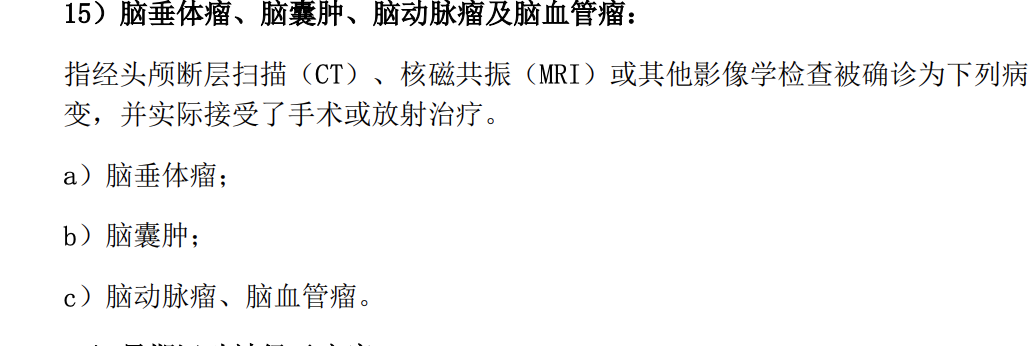 15）脑垂体瘤、脑囊肿、脑动脉瘤及脑血管瘤：
指经头颅断层扫描（CT）、核磁共振（MRI）或其他影像学检查被确诊为下列病
变，并实际接受了手术或放射治疗。
a）脑垂体瘤；
b）脑囊肿；
c）脑动脉瘤、脑血管瘤。